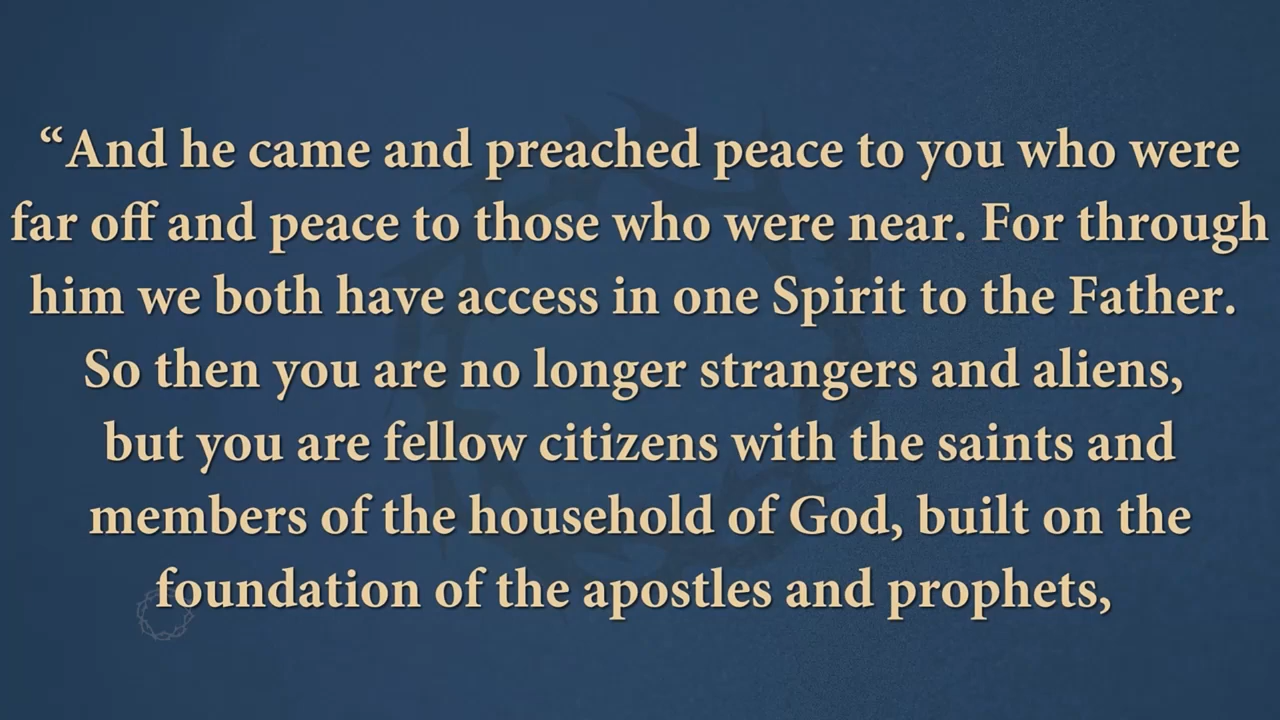 “And he came and preached peace to you who were
far off and peace to those who were near. For through
him we both have access in one Spirit to the Father.
So then you are no longer strangers and aliens,
but you are fellow citizens with the saints and
members of the household of God, built on the
foundation of the apostles and prophets,